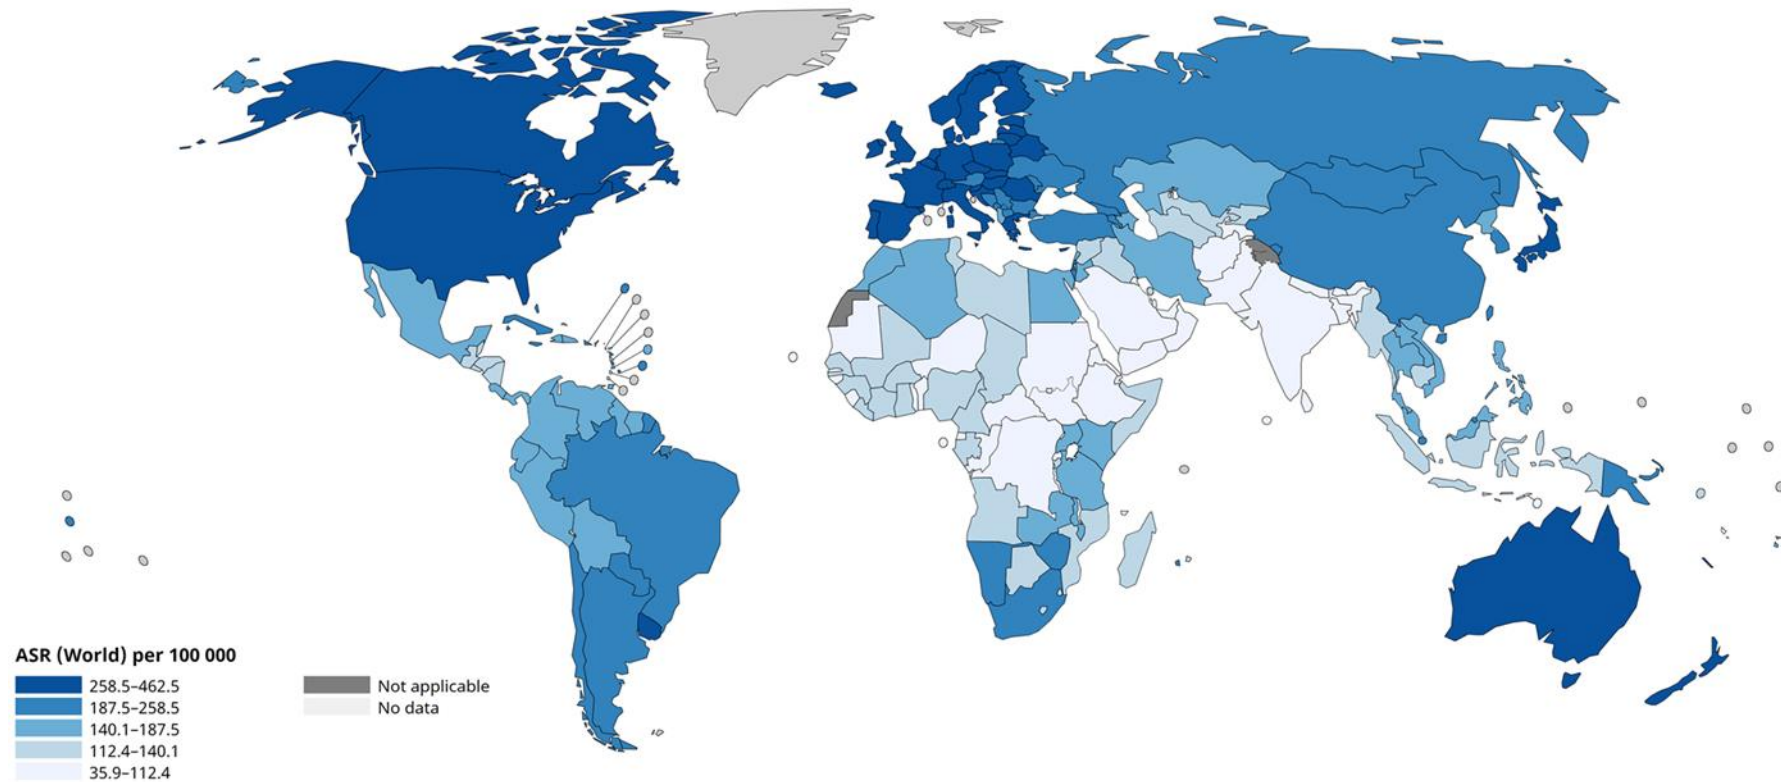 ASR (World) per 100 000
258.5–462.5
187.5–258.5
140.1–187.5
112.4–140.1
35.9–112.4
Not applicable
No data